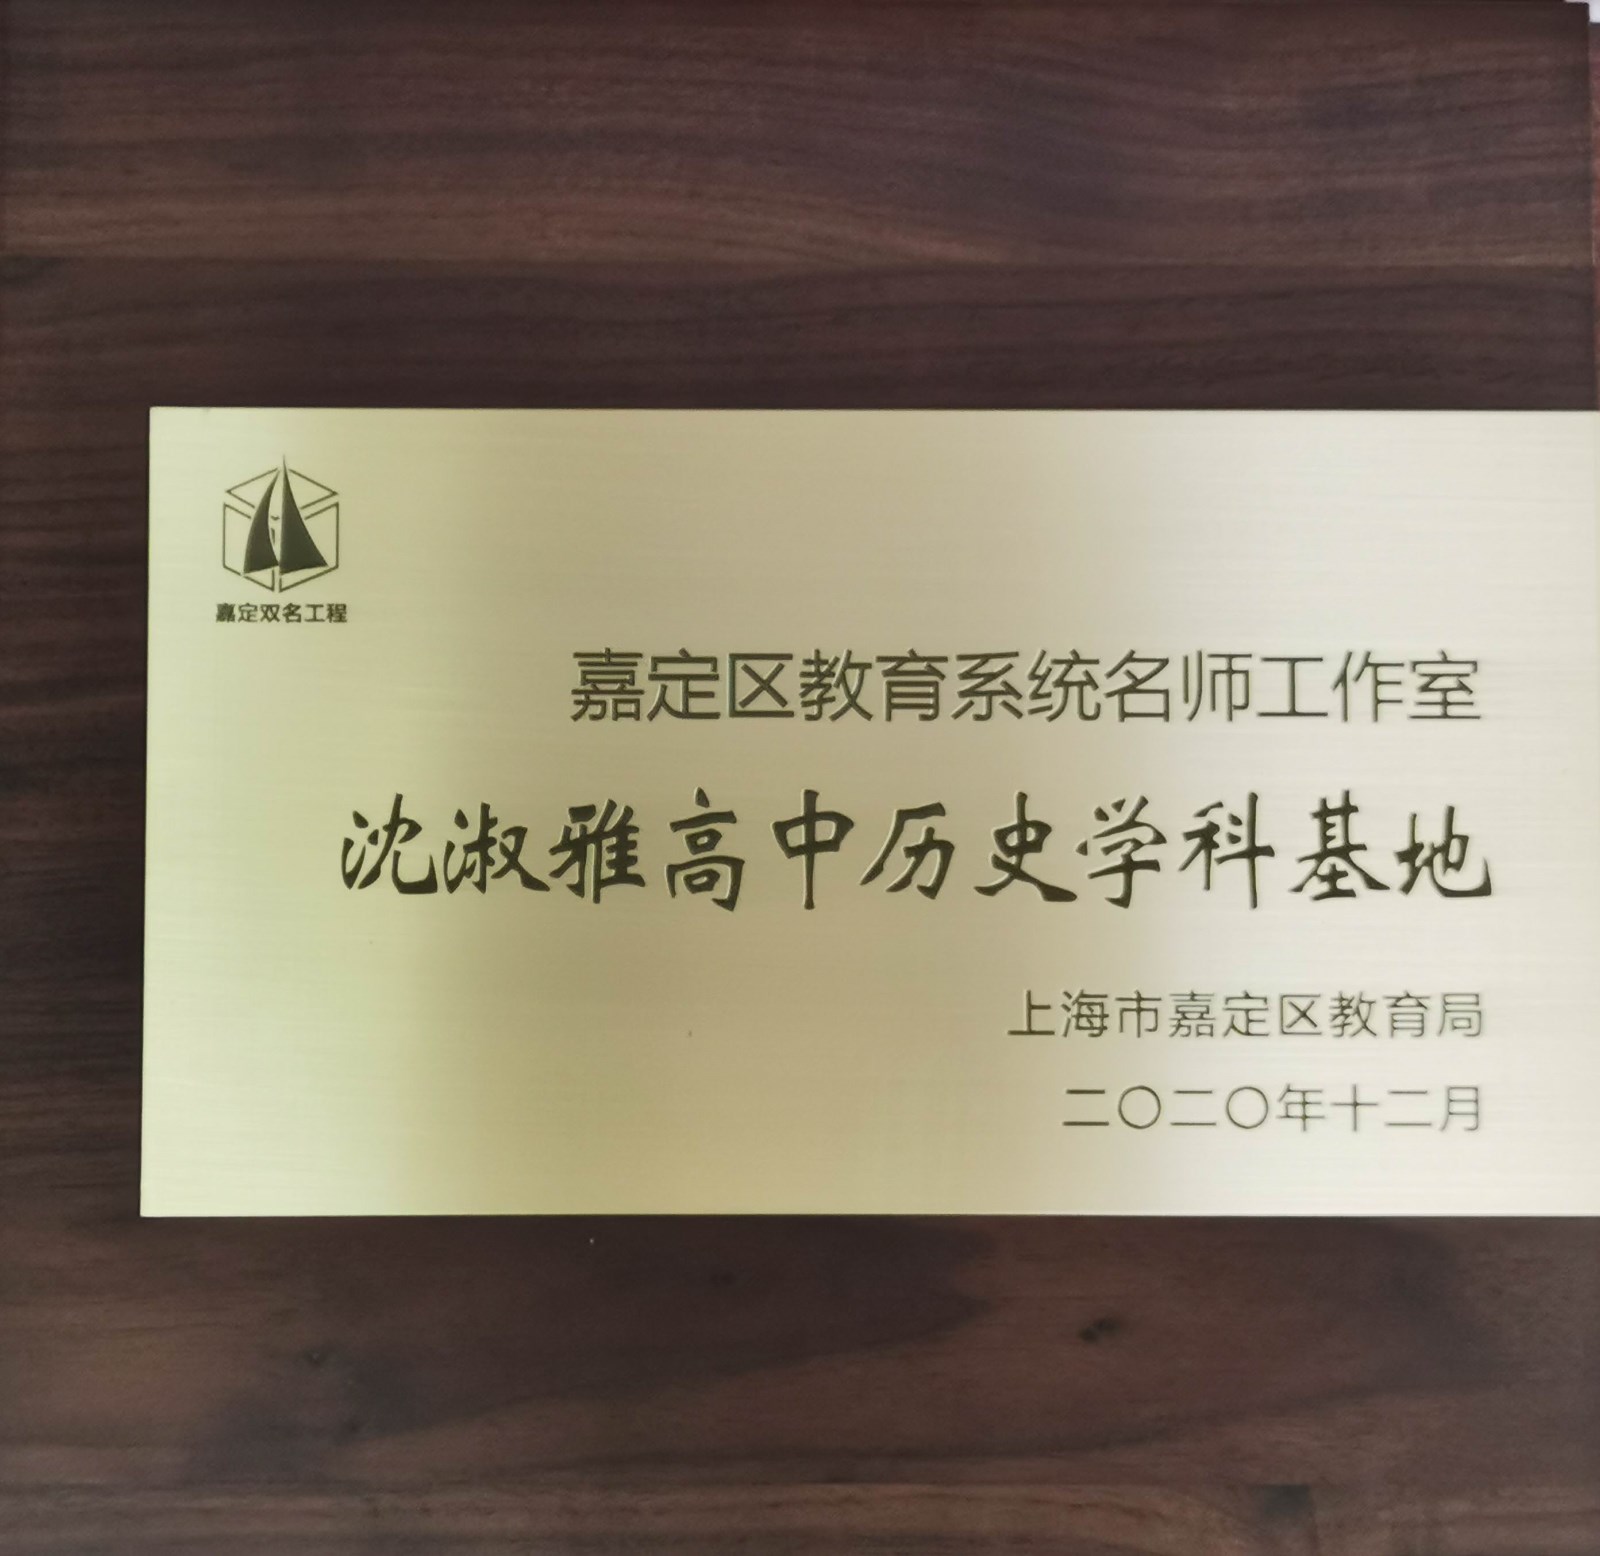 嘉定双名工程
嘉定区教育系统名师工作室
沈淑雅高中历史学科基地
上海市嘉定区教育局
二〇二〇年十二月